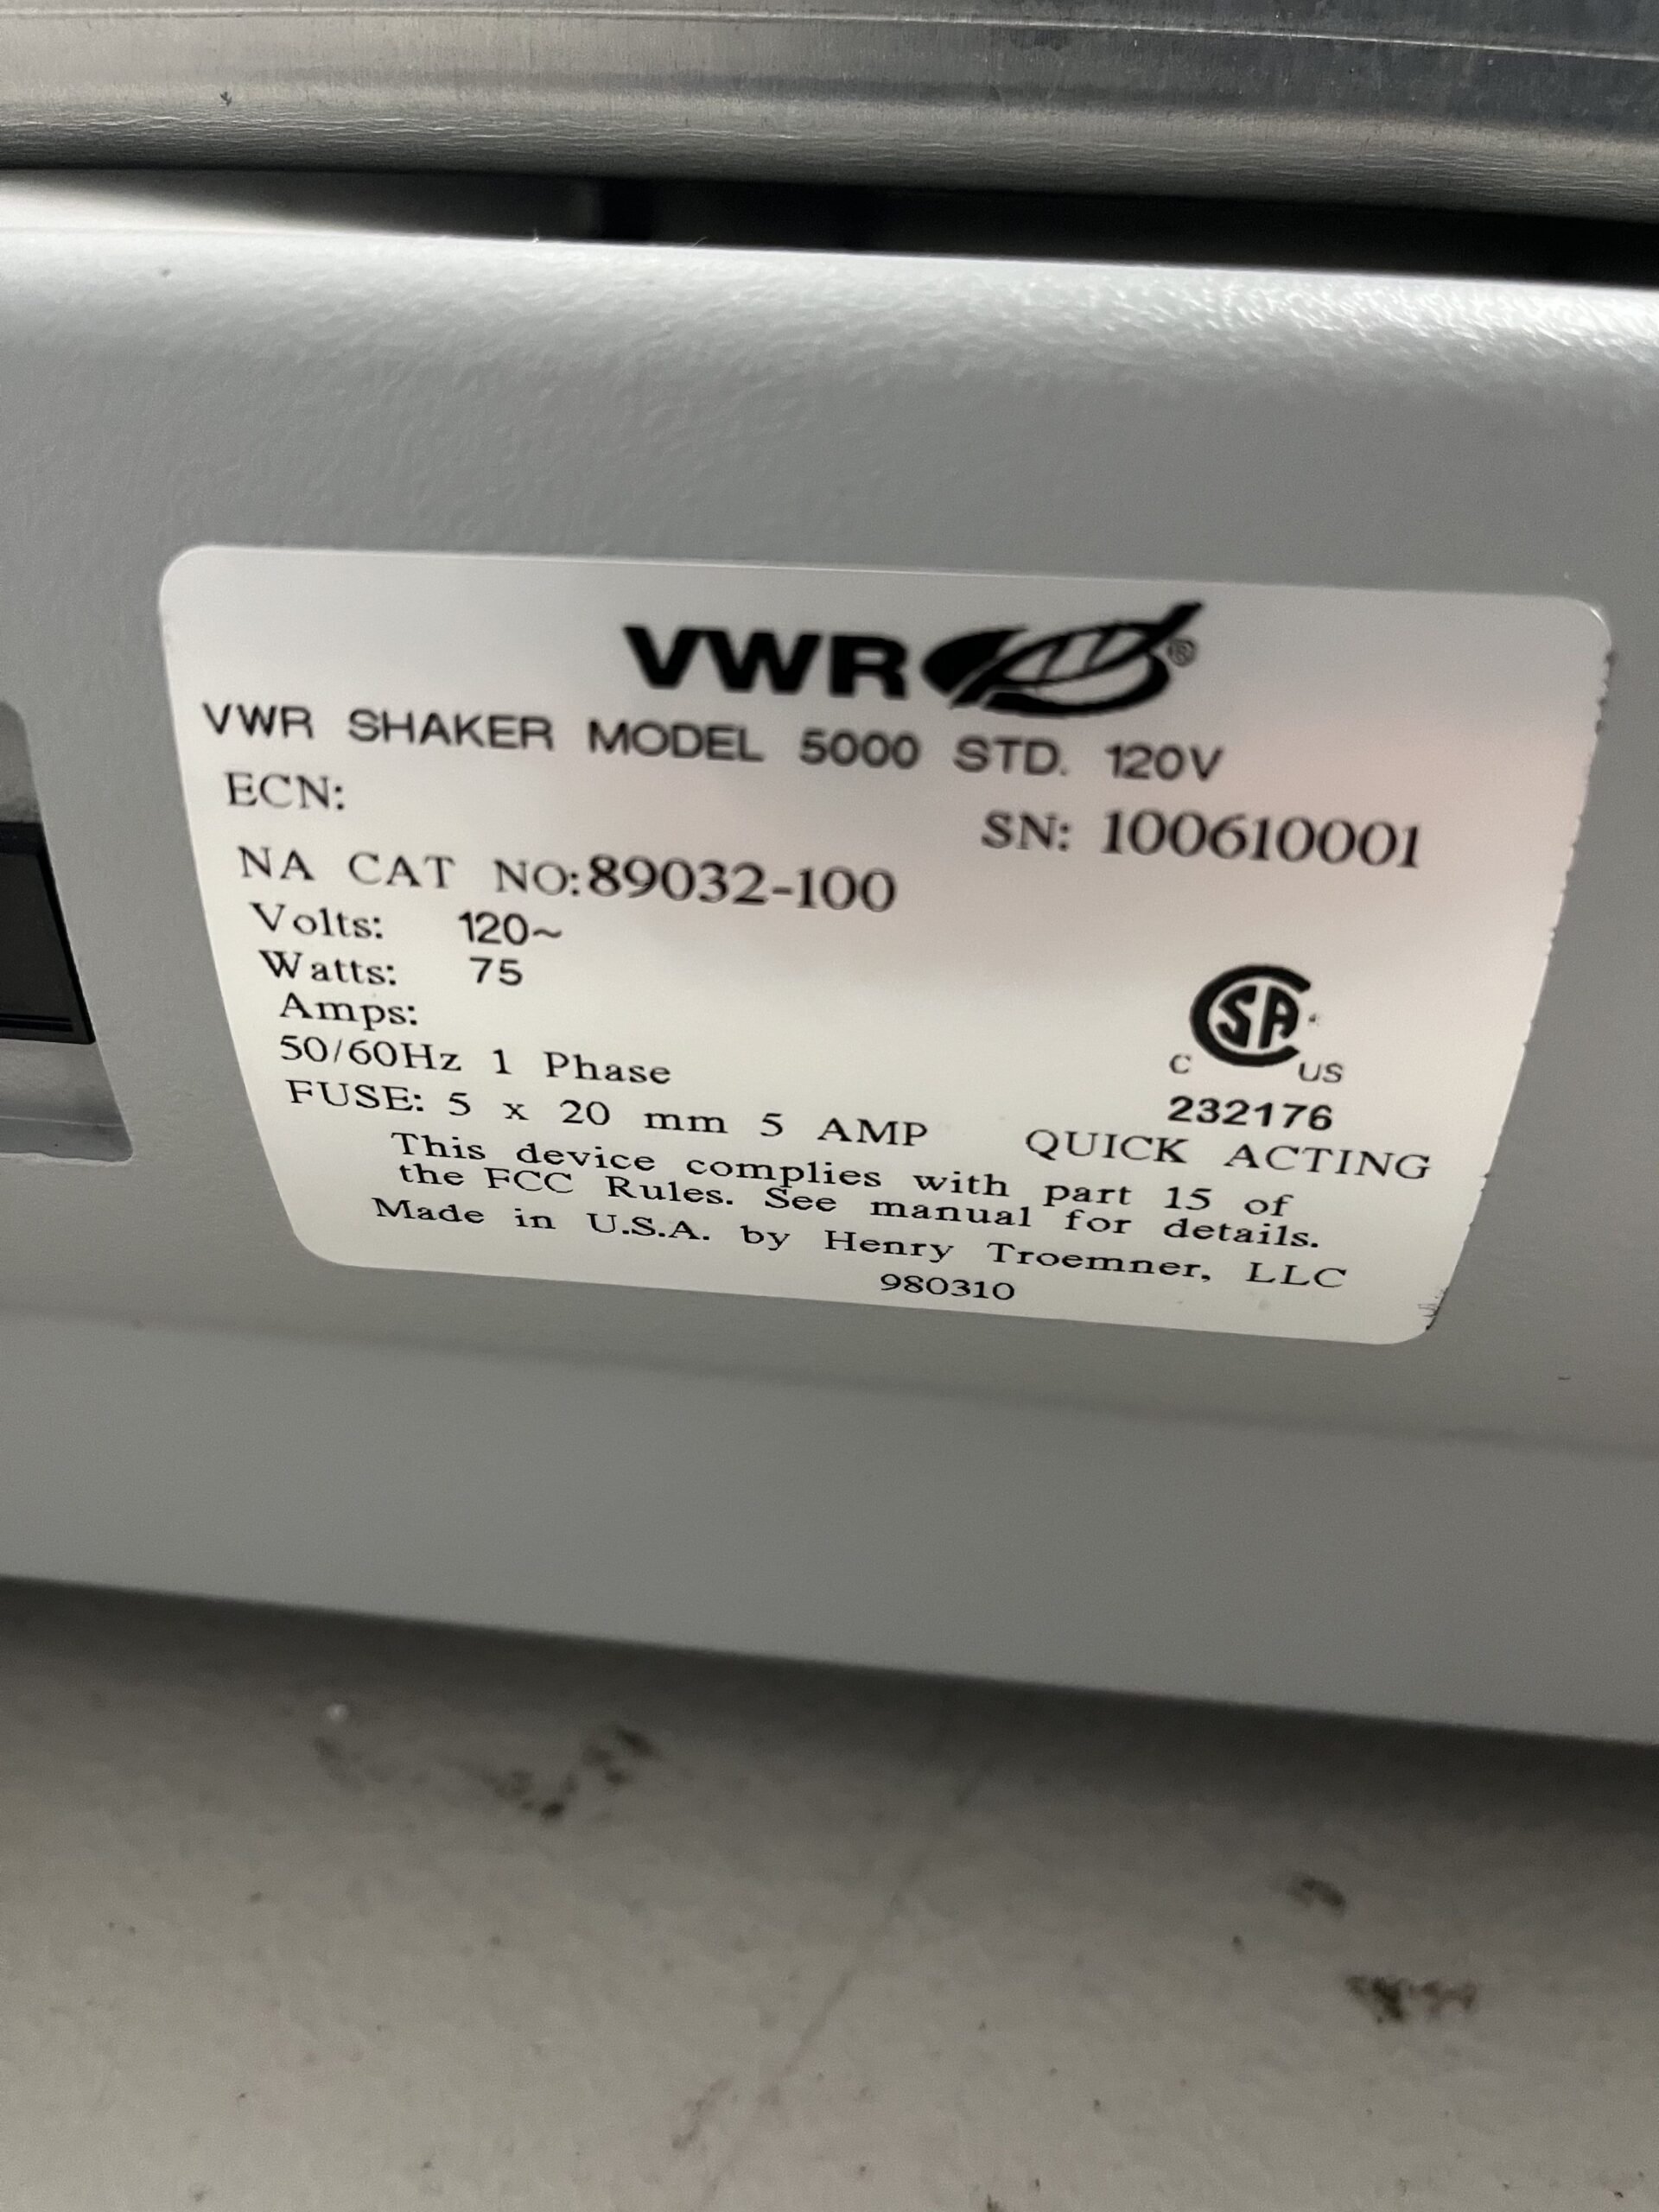 VWR®
VWR SHAKER MODEL 5000 STD. 120V
ECN:
SN: 100610001
NA CAT NO:89032-100
Volts: 120~
Watts: 75
Amps:
50/60Hz 1 Phase
CSA
C US
232176
FUSE: 5 x 20 mm 5 AMP QUICK ACTING
This device complies with part 15 of
the FCC Rules. See manual for details.
Made in U.S.A. by Henry Troemner, LLC
980310